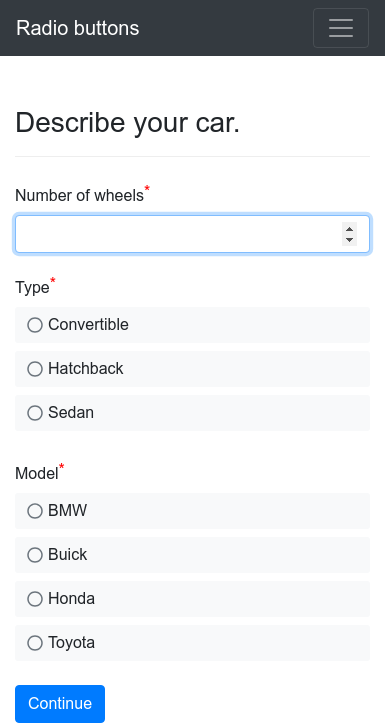 Radio buttons
Describe your car.
Number of wheels*
Type*
Convertible
Hatchback
Sedan
Model*
BMW
Buick
Honda
Toyota
Continue